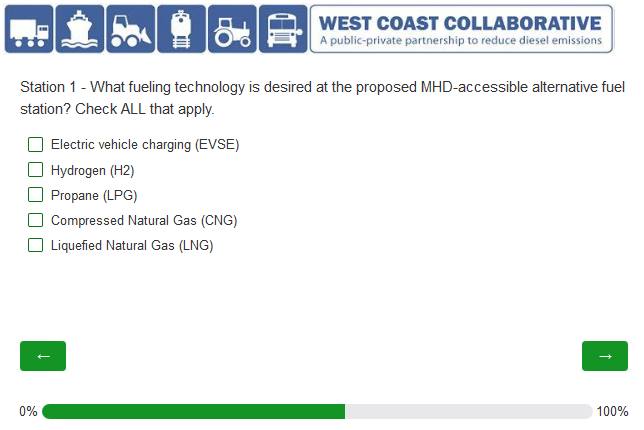 WEST COAST COLLABORATIVE
A public-private partnership to reduce diesel emissions
Station 1 - What fueling technology is desired at the proposed MHD-accessible alternative fuel
station? Check ALL that apply.
Electric vehicle charging (EVSE)
Hydrogen (H2)
Propane (LPG)
Compressed Natural Gas (CNG)
Liquefied Natural Gas (LNG)
← →
0% 100%